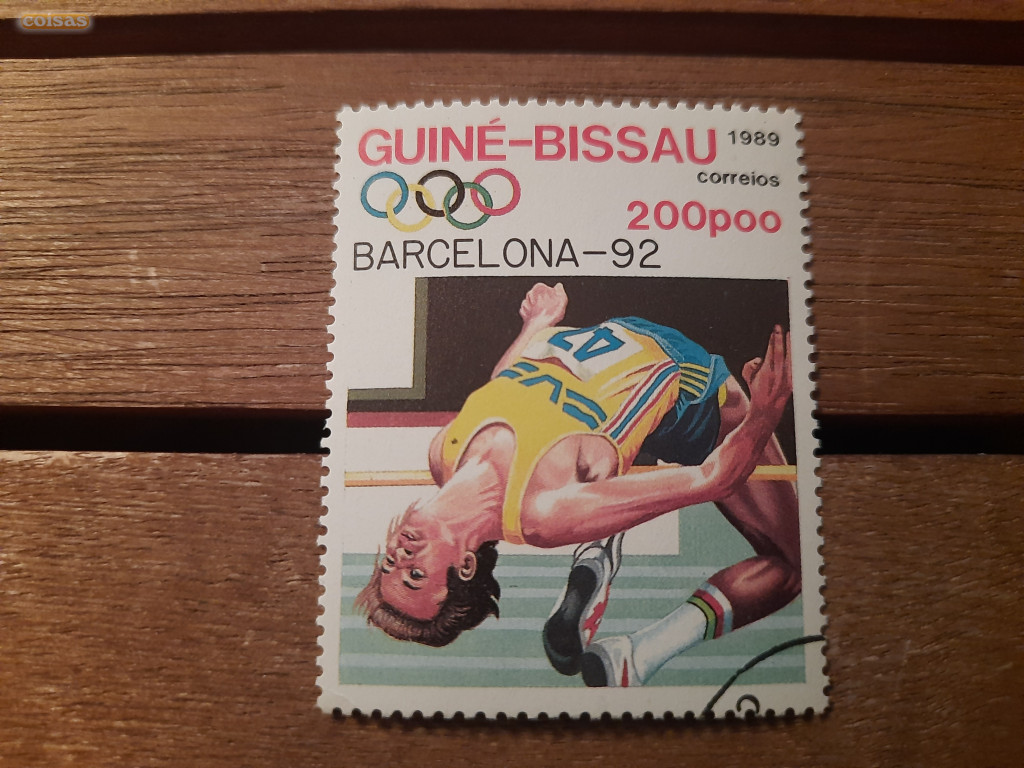 coisas
GUINÉ-BISSAU 1989
correios
200poo
BARCELONA-92
47